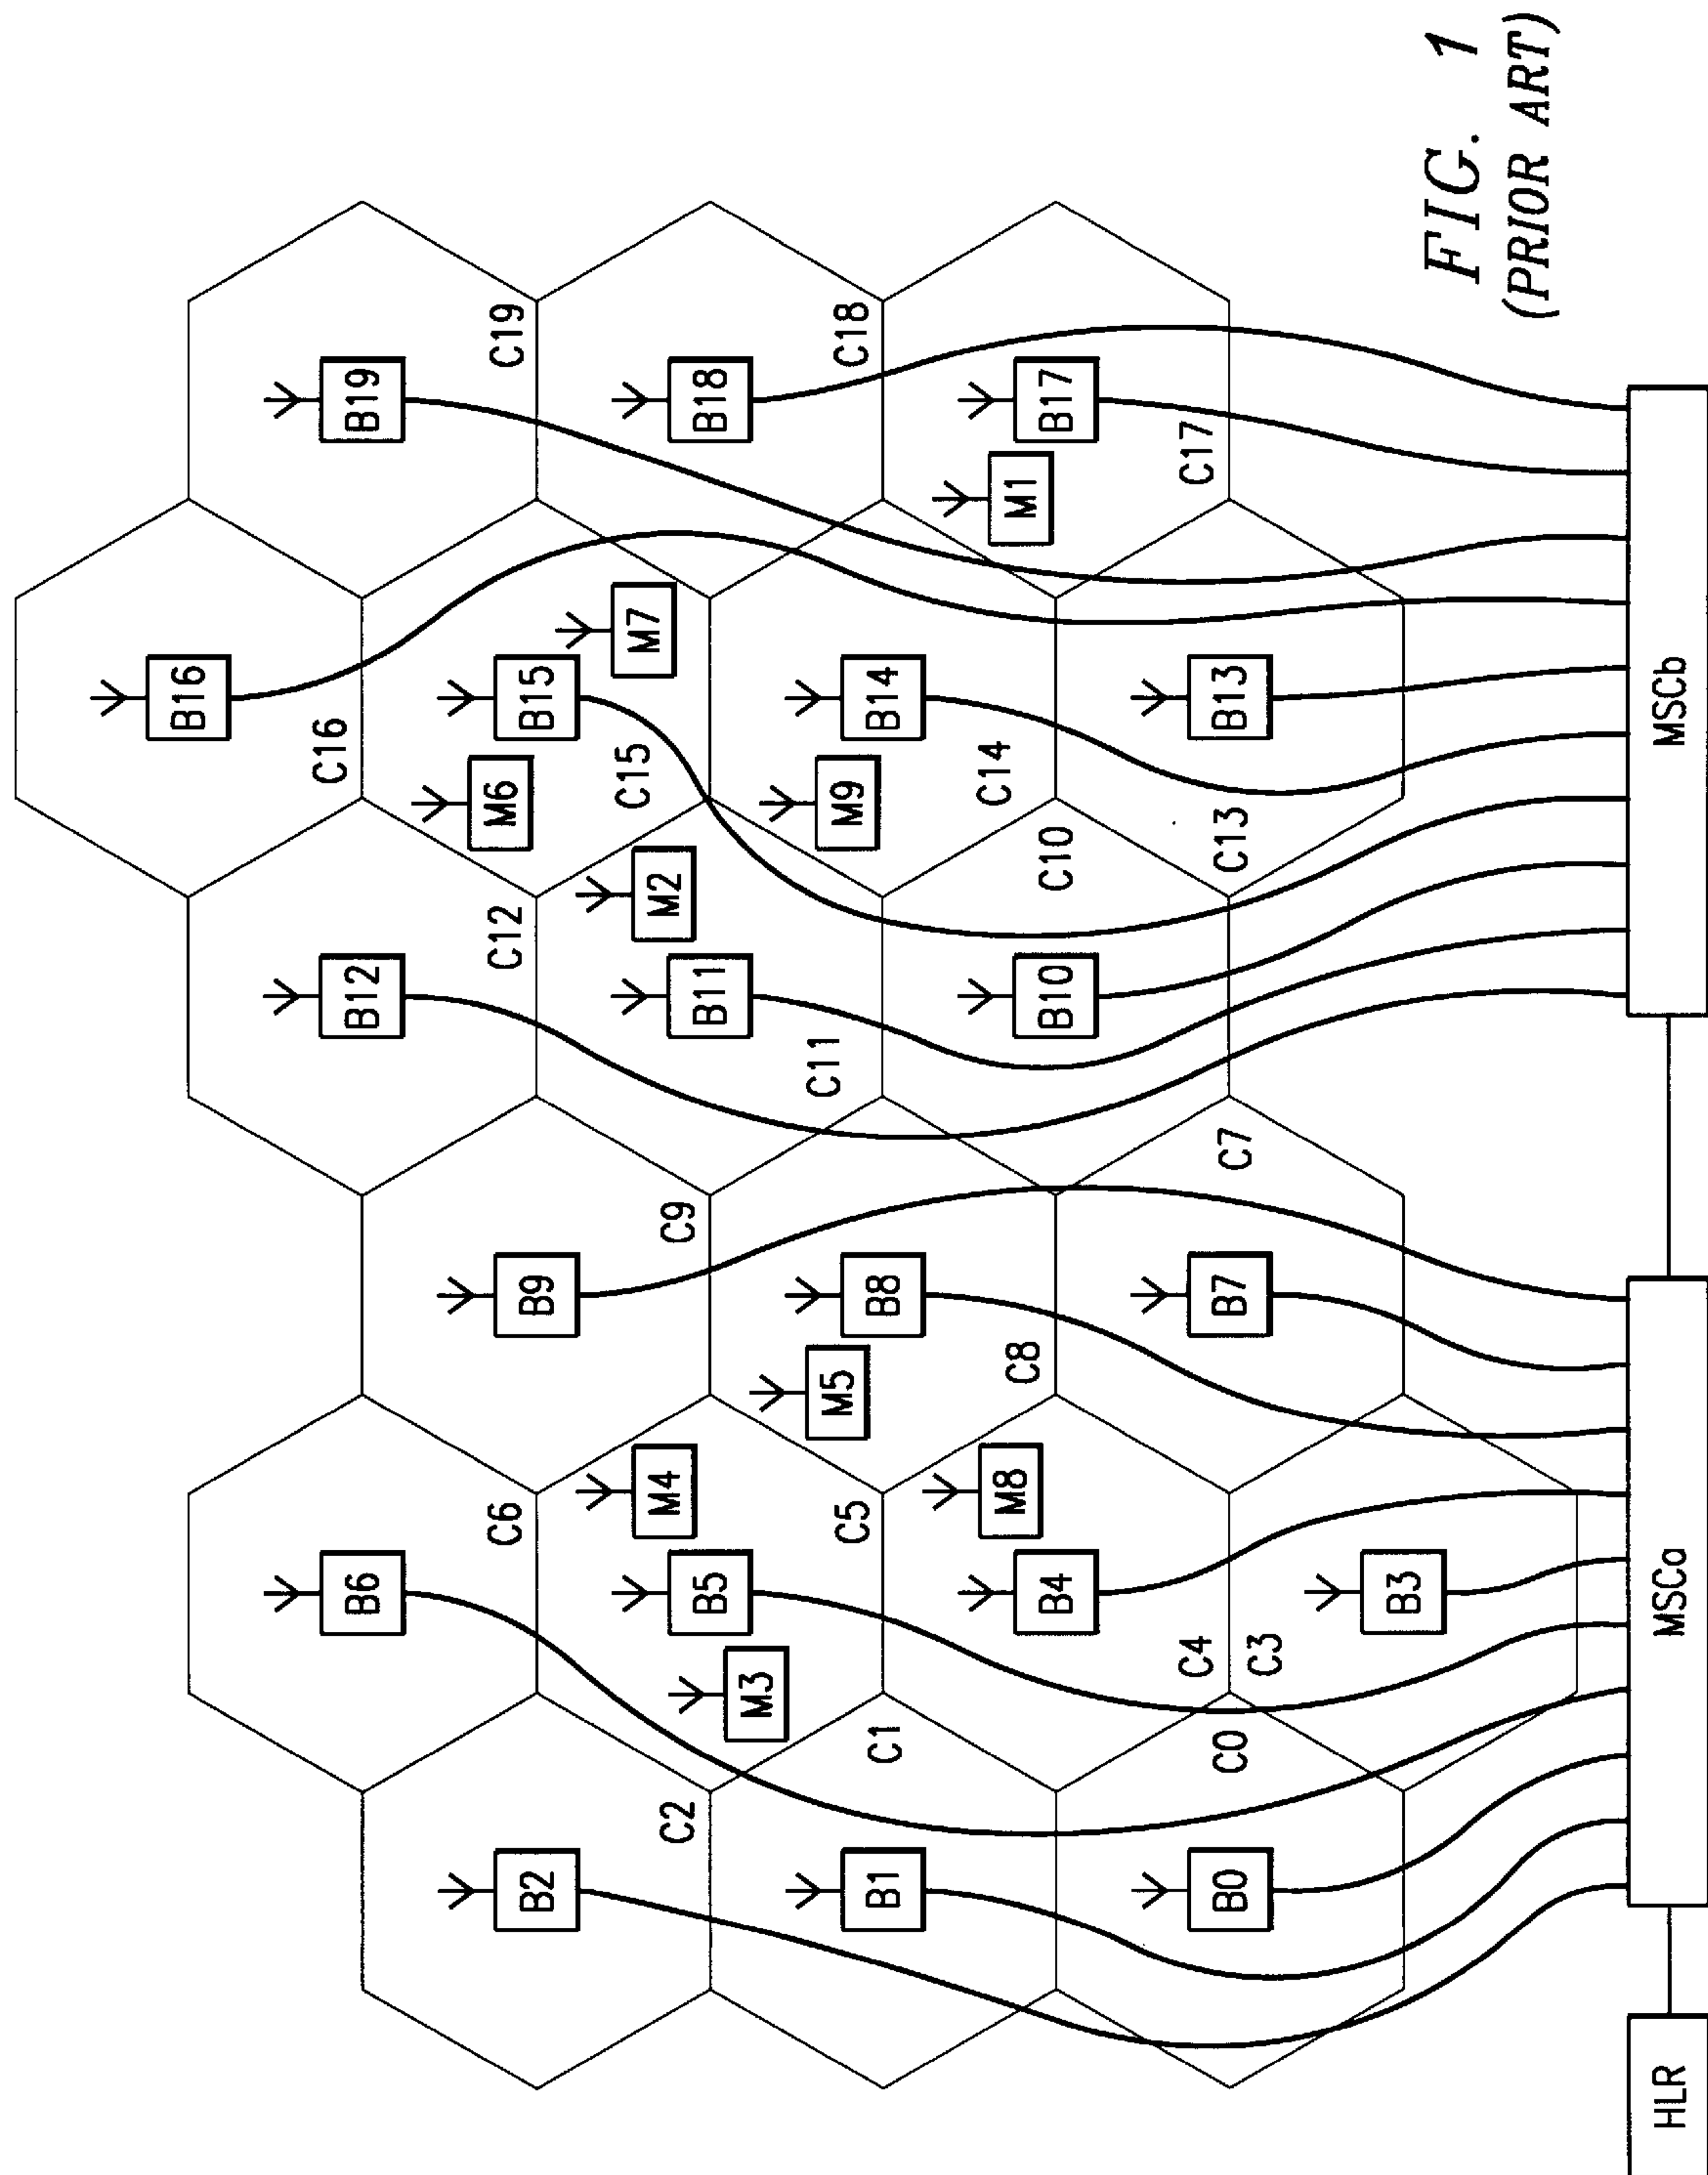 B16
C16
B6
B12
B19
C6
C12
M6
C19
B2
B9
B15
C15
M7
C2
M4
C9
M2
B5
B11
B18
M3
C5
M5
C11
M9
C18
B1
C1
B8
B14
M8
C8
C14
M1
B4
B10
C10
B17
C4
C17
B0
C0
B7
C7
C13
B13
C3
B3
HLR
MSCa
MSCb
FIG. 1
(PRIOR ART)